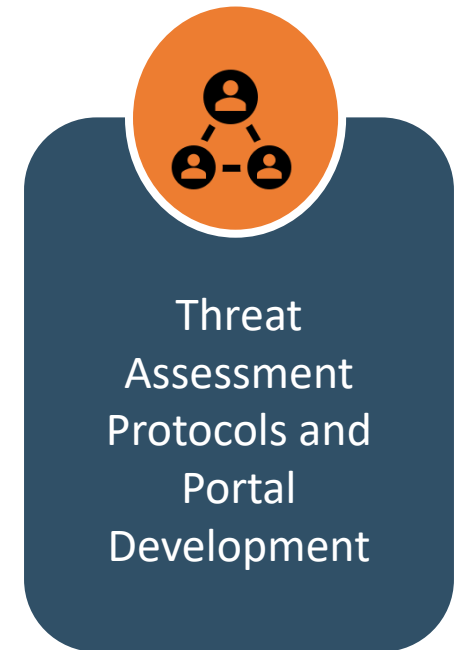 Threat
Assessment
Protocols and
Portal
Development